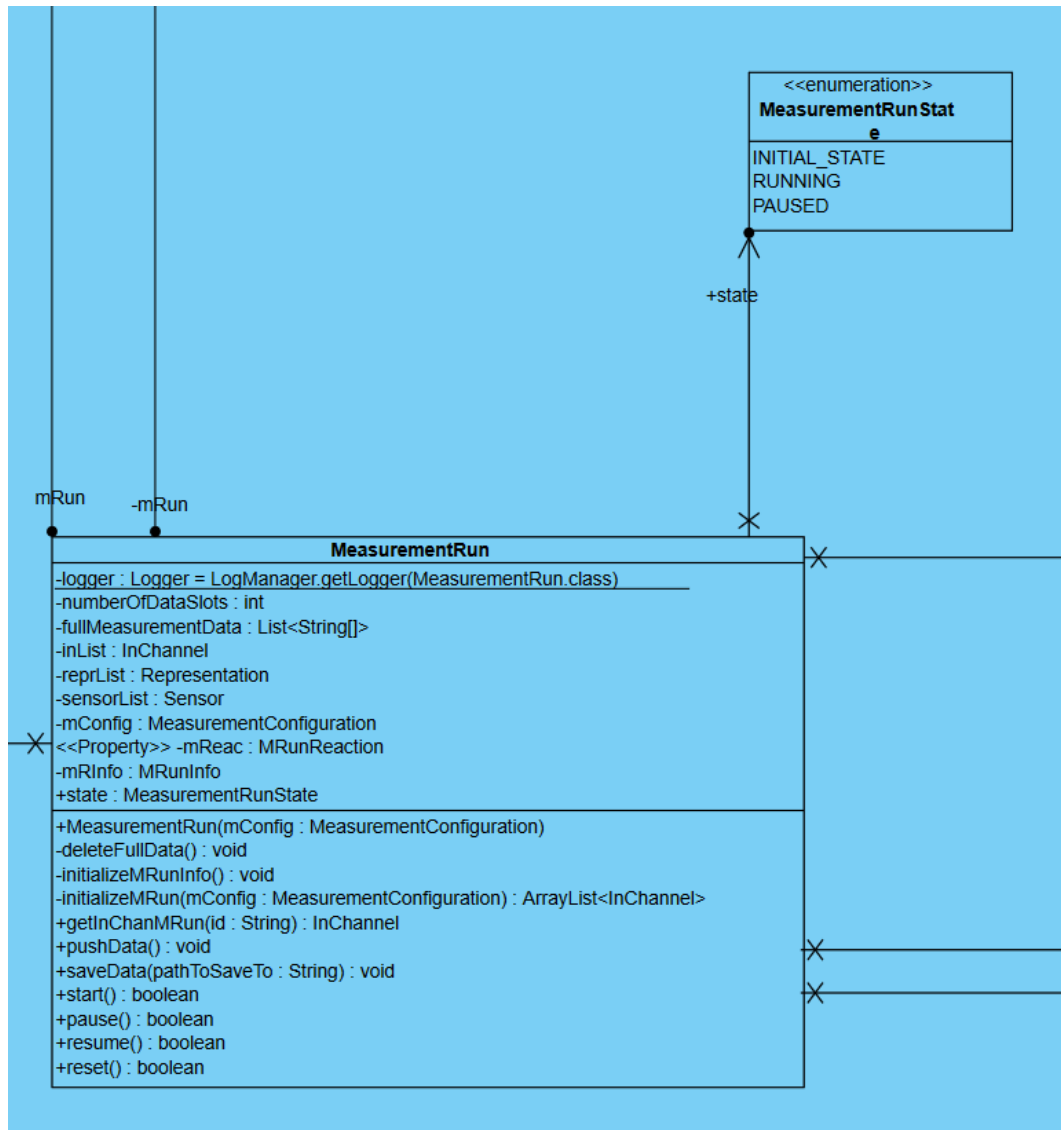 <<enumeration>>
MeasurementRunStat
e
INITIAL_STATE
RUNNING
PAUSED
+state
mRun
-mRun
MeasurementRun
-logger : Logger = LogManager.getLogger(MeasurementRun.class)
-numberOfDataSlots : int
-fullMeasurementData : List<String[]>
-inList : InChannel
-reprList : Representation
-sensorList : Sensor
-mConfig : MeasurementConfiguration
<<Property>> -mReac : MRunReaction
-mRInfo : MRunInfo
+state : MeasurementRunState
+MeasurementRun(mConfig : MeasurementConfiguration)
-deleteFullData() : void
-initializeMRunInfo() : void
-initializeMRun(mConfig : MeasurementConfiguration) : ArrayList<InChannel>
+getInChanMRun(id : String) : InChannel
+pushData() : void
+saveData(pathToSaveTo : String) : void
+start() : boolean
+pause() : boolean
+resume() : boolean
+reset() : boolean